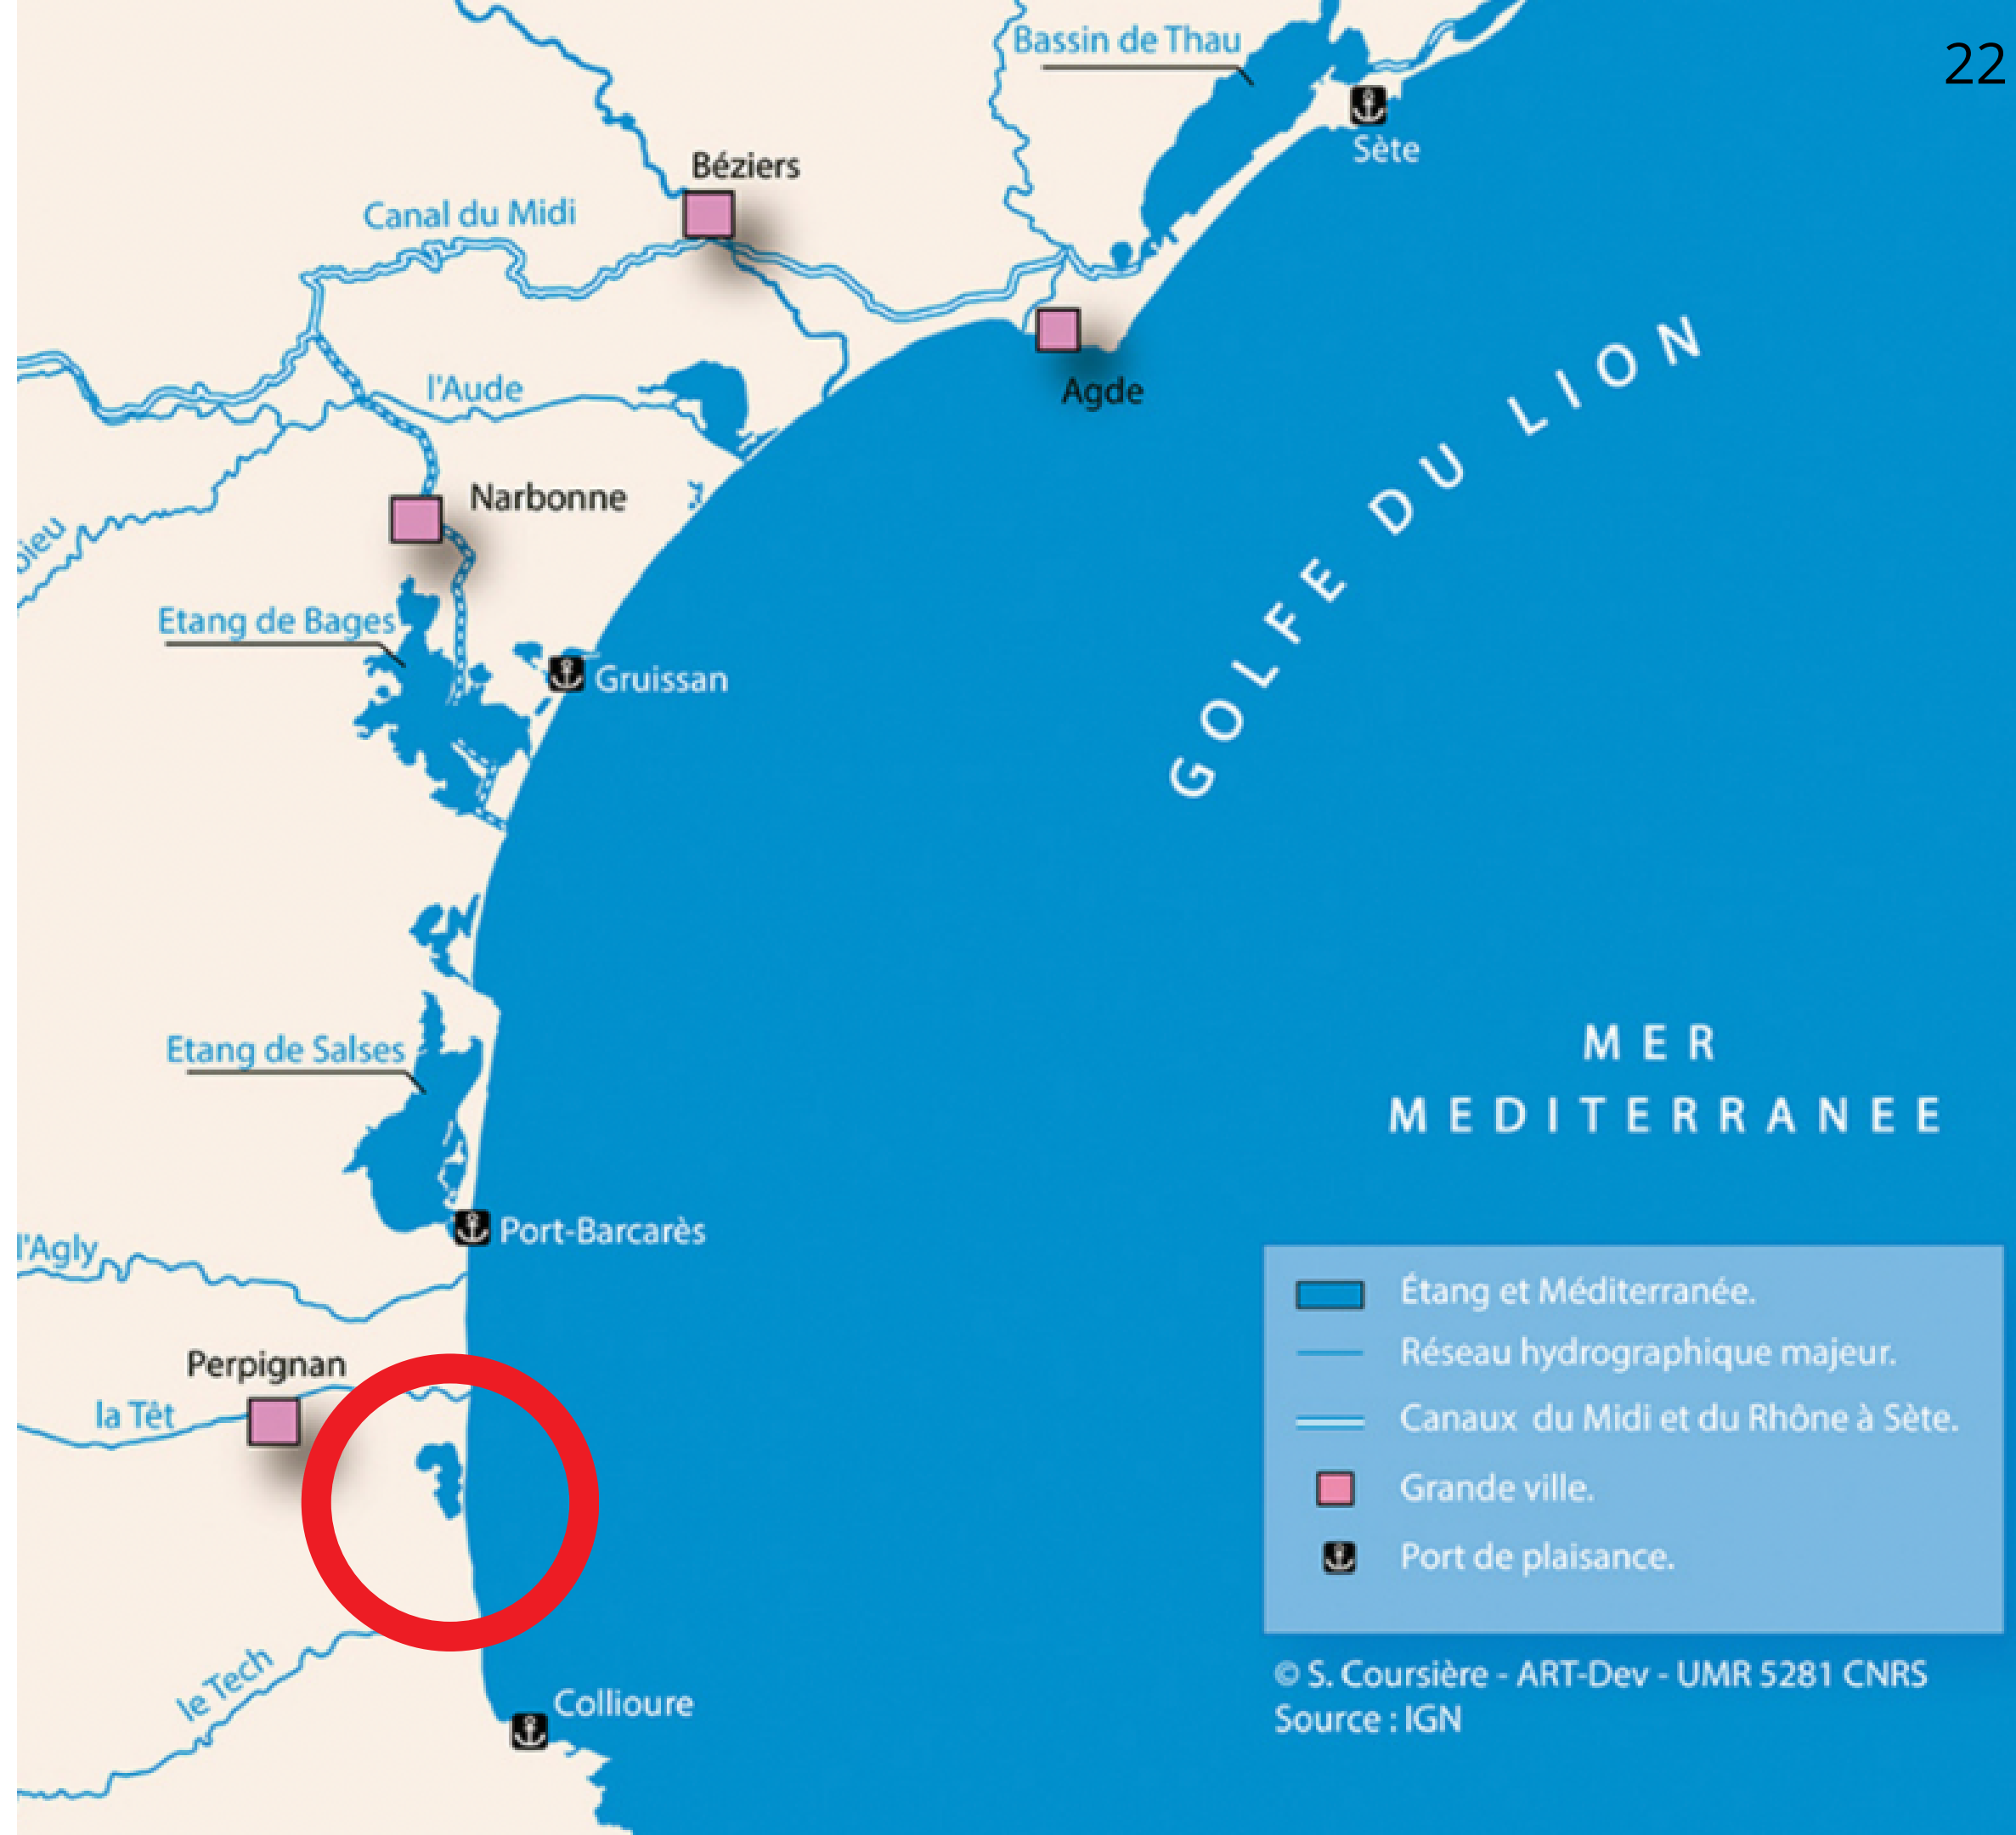 22
Bassin de Thau
Sète
Béziers
Canal du Midi
Agde
l'Aude
GOLFE DU LION
Narbonne
Etang de Bages
Gruissan
Etang de Salses
MER
MEDITERRANEE
Port-Barcarès
l'Agly
Perpignan
la Têt
le Tech
Collioure
Étang et Méditerranée.
Réseau hydrographique majeur.
Canaux du Midi et du Rhône à Sète.
Grande ville.
Port de plaisance.
© S. Coursière - ART-Dev - UMR 5281 CNRS
Source : IGN